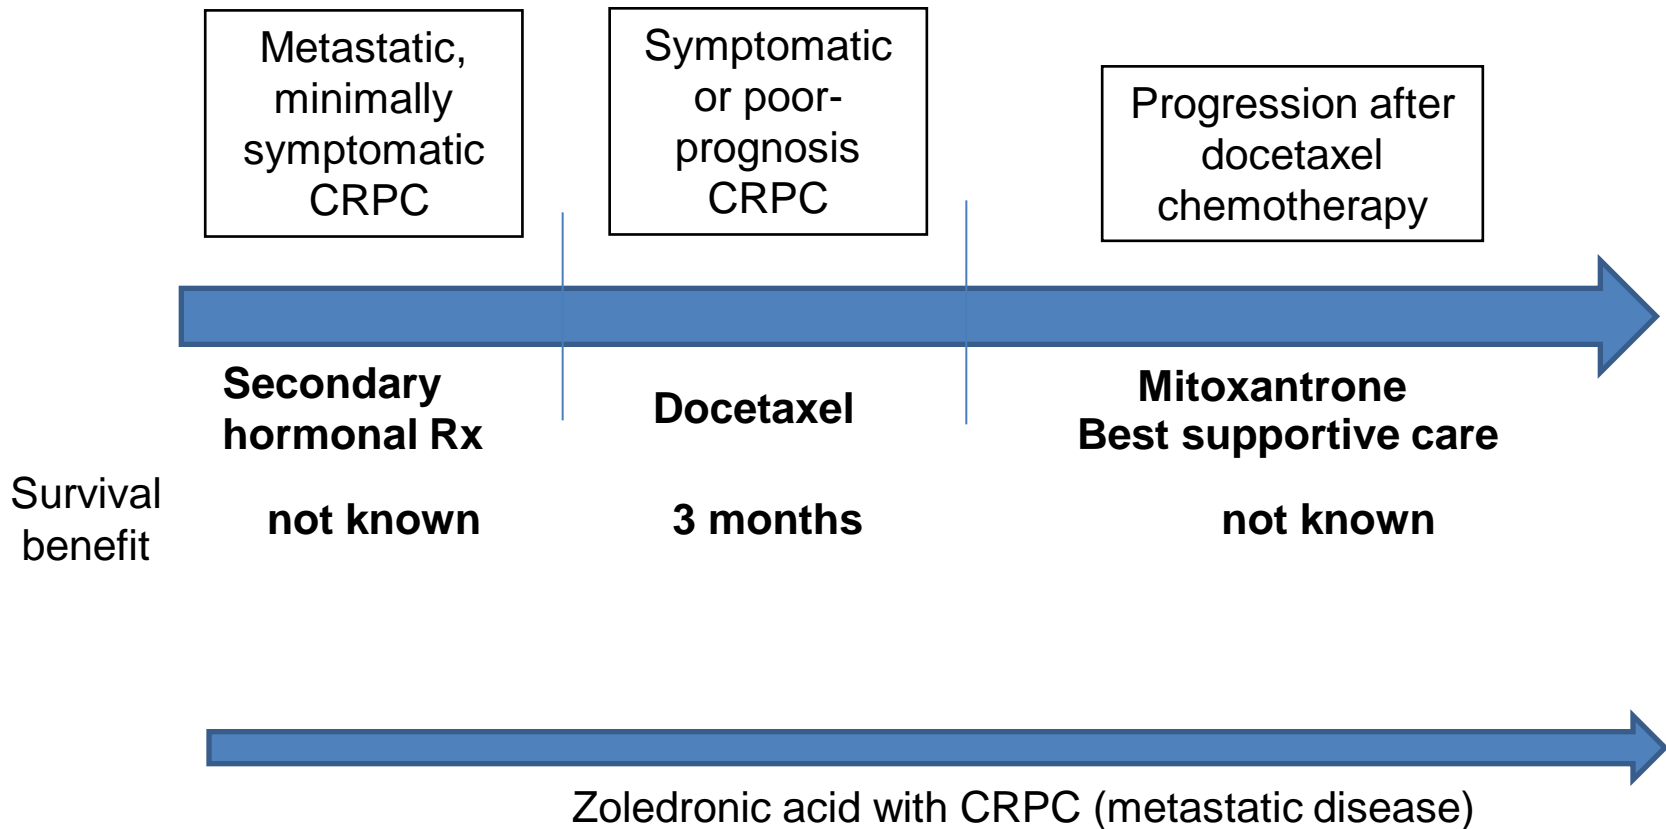 Metastatic,
minimally
symptomatic
CRPC
Symptomatic
or poor-
prognosis
CRPC
Progression after
docetaxel
chemotherapy
Secondary
hormonal Rx
Docetaxel
Mitoxantrone
Best supportive care
Survival
benefit
not known
3 months
not known
Zoledronic acid with CRPC (metastatic disease)